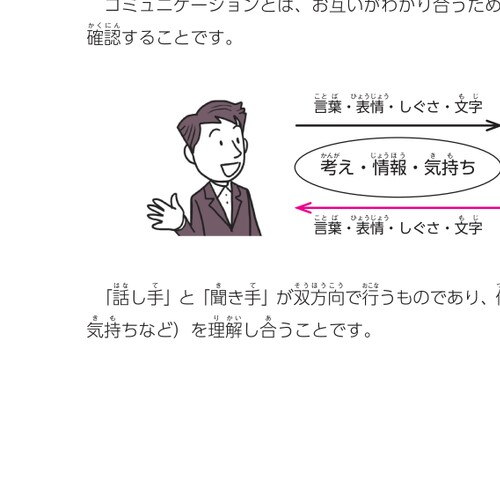 コミュニケーションとは、お互いがわかり合うため
確認することです。
言葉・表情・しぐさ・文字
考え・情報・気持ち
言葉・表情・しぐさ・文字
「話し手」と「聞き手」が双方向で行うものであり、
気持ちなど）を理解し合うことです。